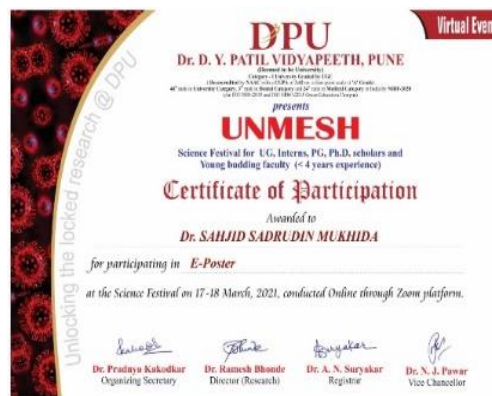 Virtual Event
DPU
Dr. D. Y. PATIL VIDYAPEETH, PUNE
(Deemed to be University)
presents
UNMESH
Science Festival for UG, Interns, PG, Ph.D. scholars and
Young budding faculty (< 4 years experience)
Certificate of Participation
Awarded to
Dr. SAHJID SADRUDIN MUKHIDA
for participating in E-Poster
at the Science Festival on 17-18 March, 2021, conducted Online through Zoom platform.
Dr. Pradnya Kakodkar
Organizing Secretary
Dr. Ramesh Bhonde
Director (Research)
Dr. A. N. Suryakar
Registrar
Dr. N. J. Pawar
Vice Chancellor
Unlocking the locked research @ DPU